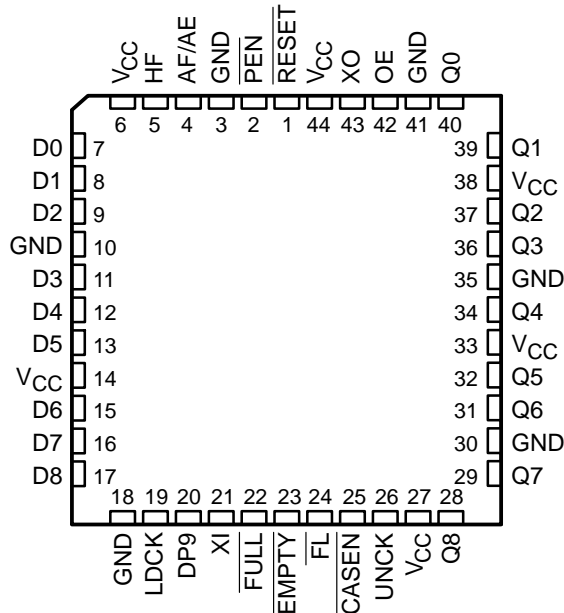 VCC HF AF/AE GND PEN RESET VCC XO OE GND Q0
6 5 4 3 2 1 44 43 42 41 40
D0 7 39 Q1
D1 8 38 VCC
D2 9 37 Q2
GND 10 36 Q3
D3 11 35 GND
D4 12 34 Q4
D5 13 33 VCC
VCC 14 32 Q5
D6 15 31 Q6
D7 16 30 GND
D8 17 29 Q7
18 19 20 21 22 23 24 25 26 27 28
GND LDCK DP9 XI FULL EMPTY FL CASEN UNCK VCC Q8